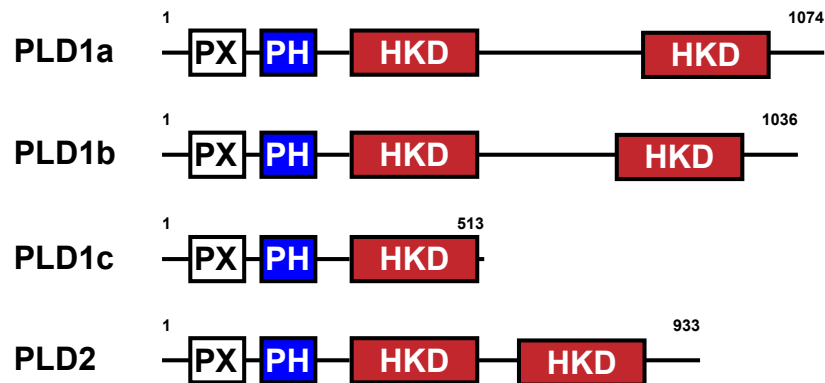 1 1074
PLD1a PX PH HKD HKD
1 1036
PLD1b PX PH HKD HKD
1 513
PLD1c PX PH HKD
1 933
PLD2 PX PH HKD HKD